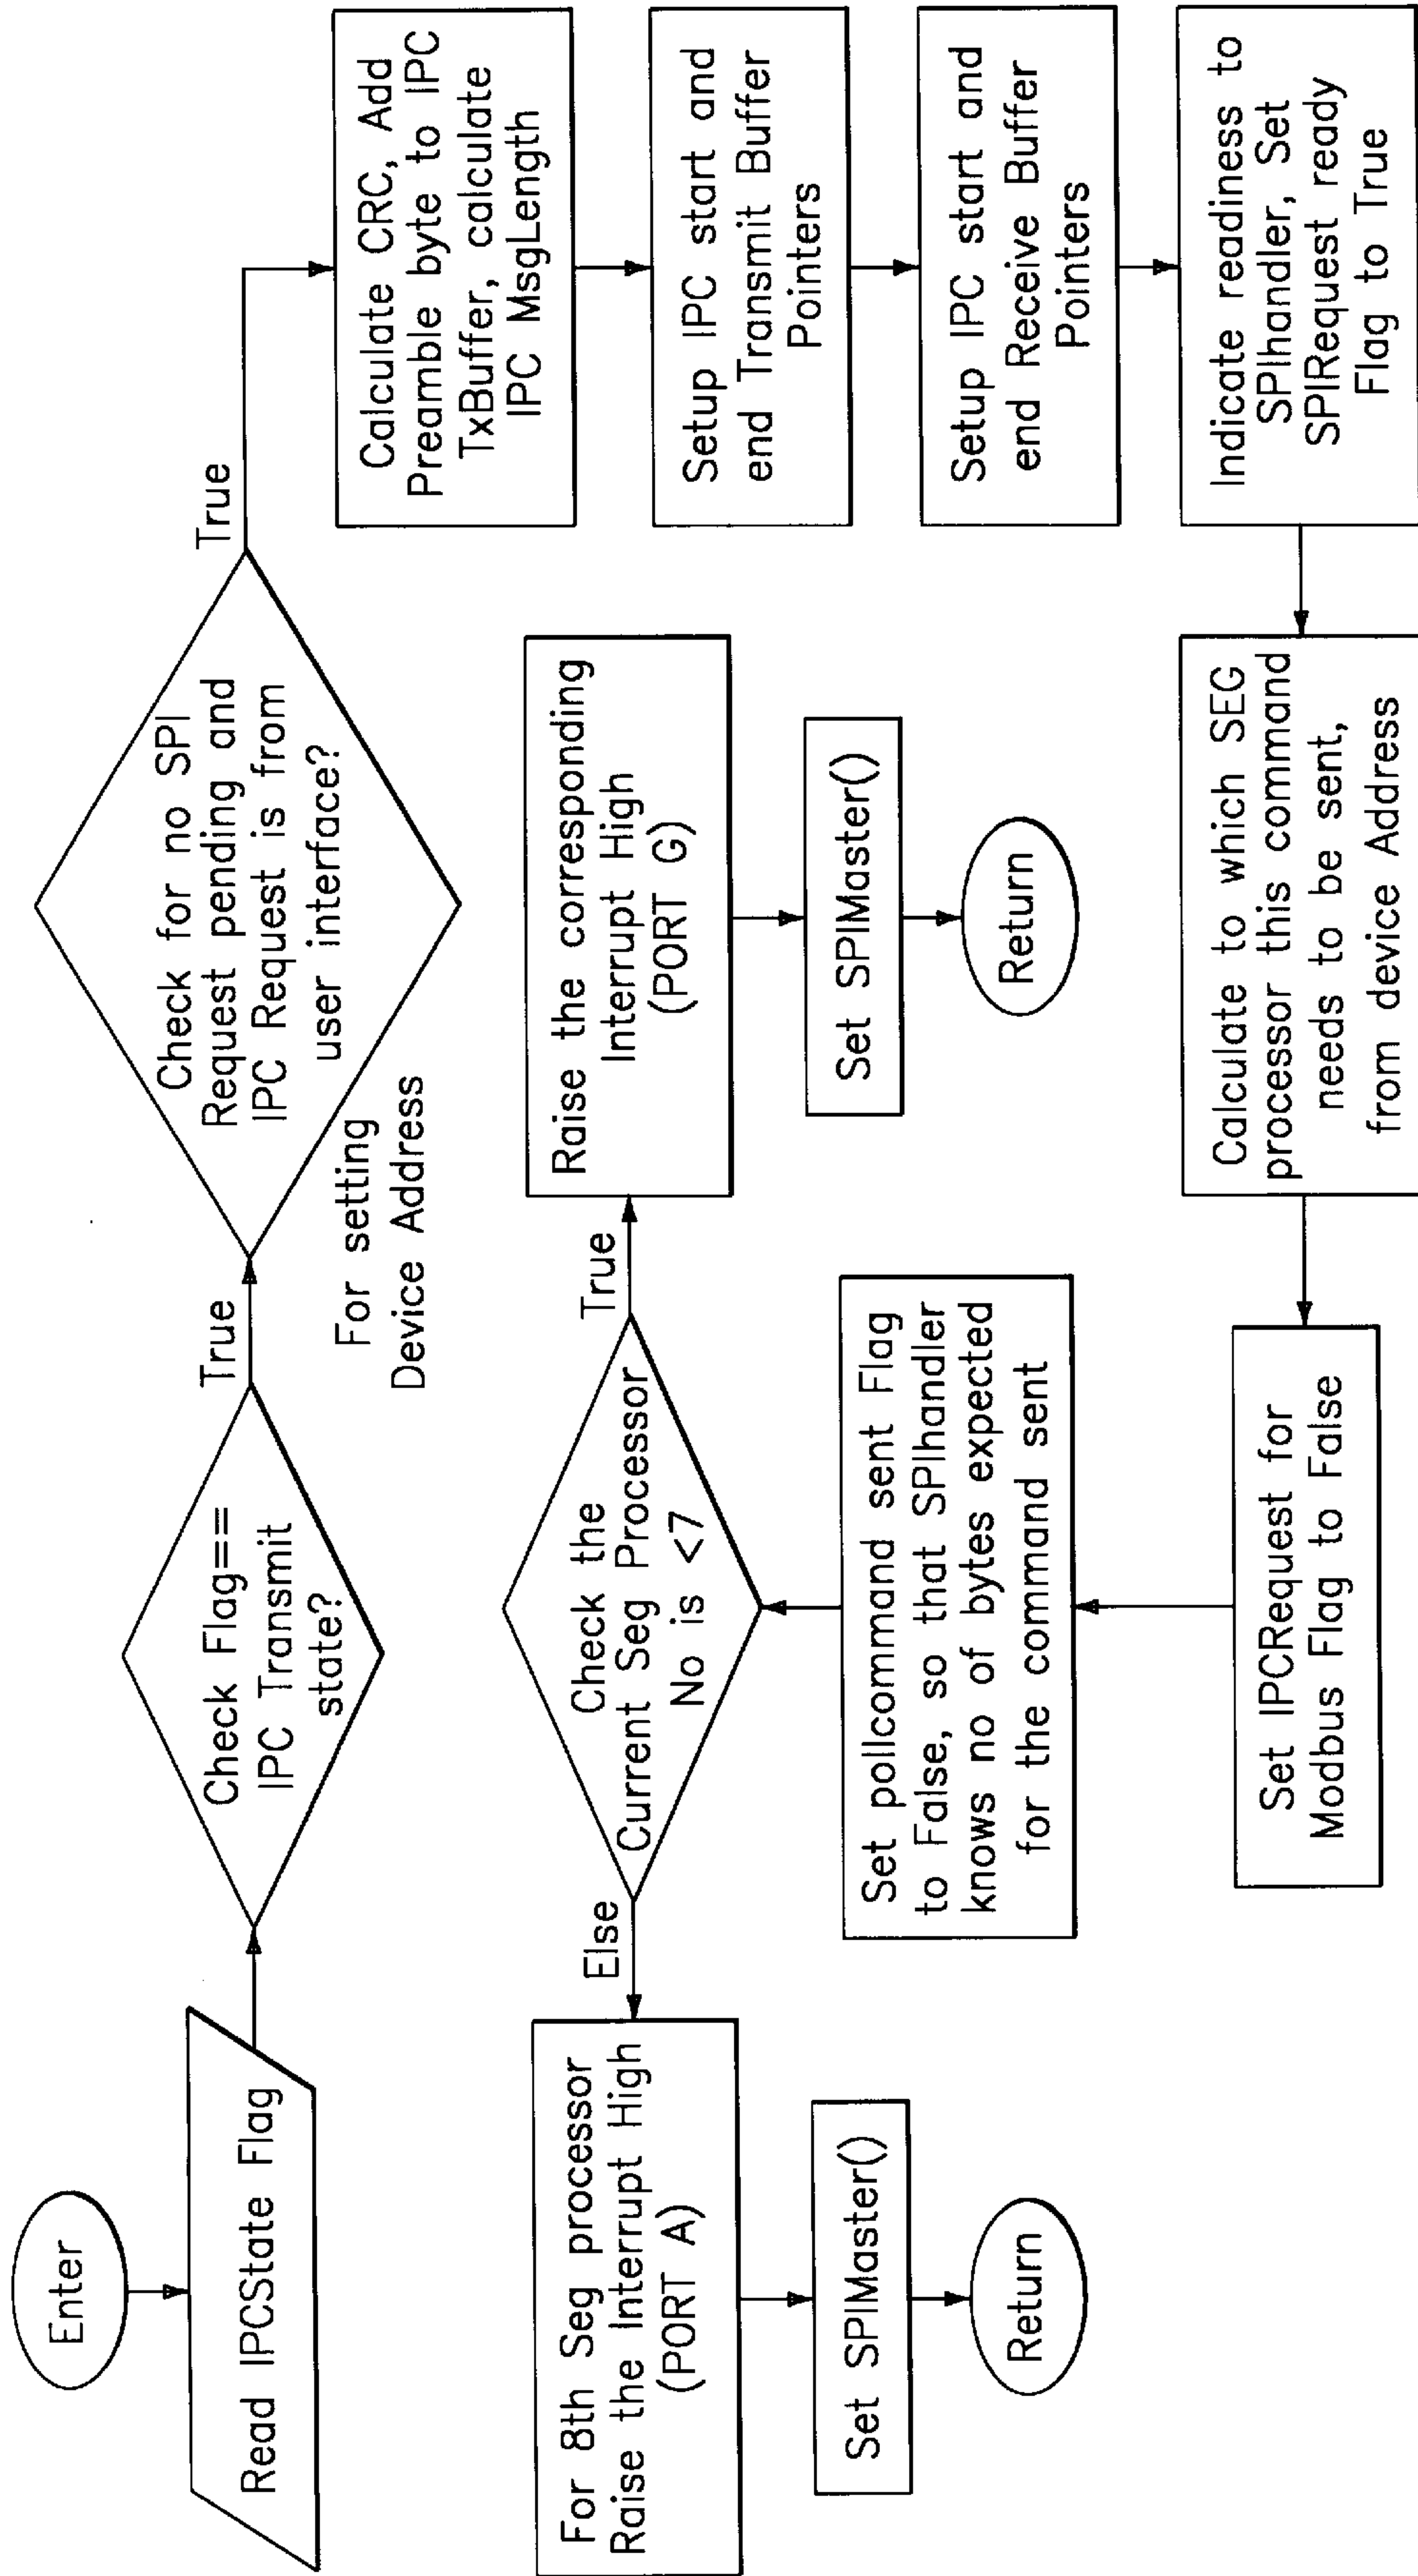 Enter
Read IPCState Flag
Check Flag==
IPC Transmit
state?
True
Check for no SPI
Request pending and
IPC Request is from
user interface?
For setting
Device Address
True
Calculate CRC, Add
Preamble byte to IPC
TxBuffer, calculate
IPC MsgLength
Setup IPC start and
end Transmit Buffer
Pointers
Setup IPC start and
end Receive Buffer
Pointers
Indicate readiness to
SPIhandler, Set
SPIRequest ready
Flag to True
Calculate to which SEG
processor this command
needs to be sent,
from device Address
Set IPCRequest for
Modbus Flag to False
Set pollcommand sent Flag
to False, so that SPIhandler
knows no of bytes expected
for the command sent
Check the
Current Seg Processor
No is <7
True
Raise the corresponding
Interrupt High
(PORT G)
Set SPIMaster()
Return
Else
For 8th Seg processor
Raise the Interrupt High
(PORT A)
Set SPIMaster()
Return